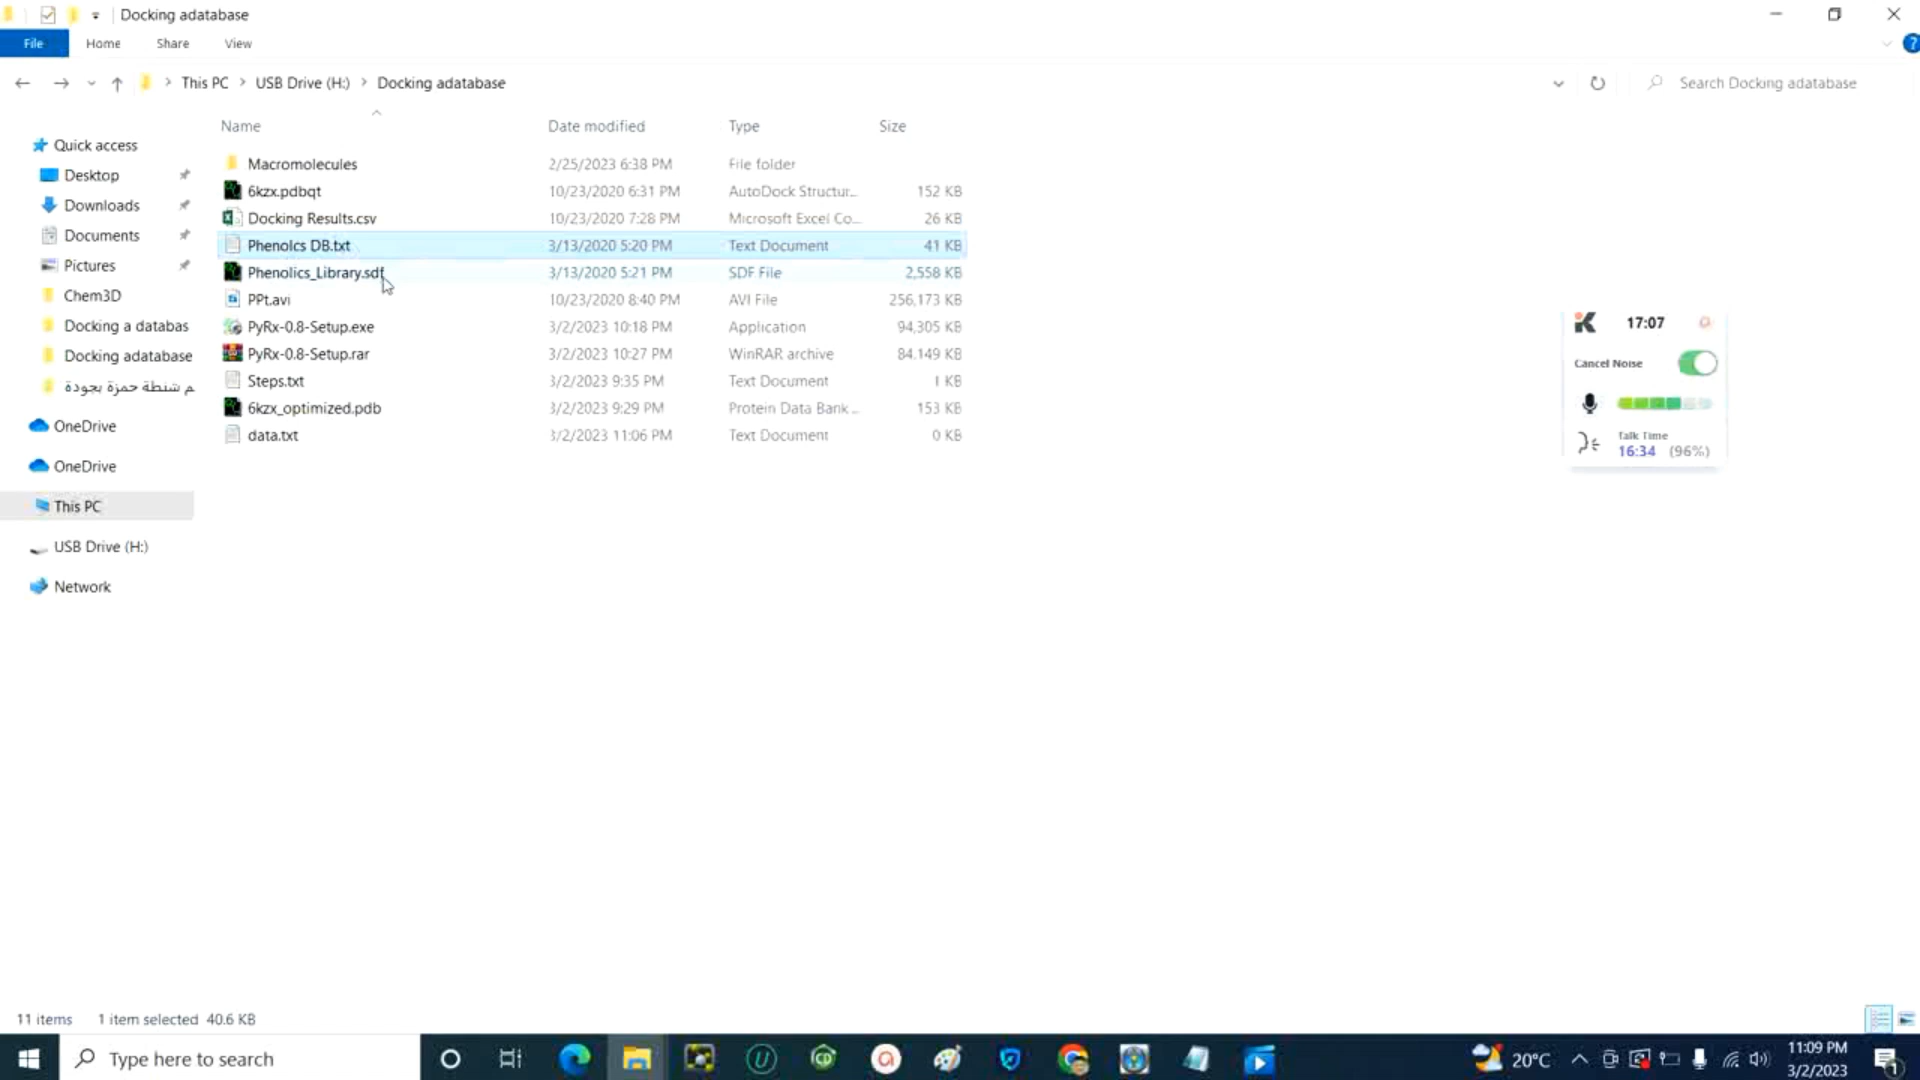 Docking adatabase
File Home Share View
This PC USB Drive (H:) Docking adatabase
Search Docking adatabase
Name Date modified Type Size
Quick access
Desktop
Downloads
Documents
Pictures
Chem3D
Docking a databas
Docking adatabase
م شنطة حمزة بجودة
OneDrive
OneDrive
This PC
USB Drive (H:)
Network
Macromolecules 2/25/2023 6:38 PM File folder
6kzx.pdbqt 10/23/2020 6:31 PM AutoDock Structur... 152 KB
Docking Results.csv 10/23/2020 7:28 PM Microsoft Excel Co... 26 KB
Phenolcs DB.txt 3/13/2020 5:20 PM Text Document 41 KB
Phenolics_Library.sdf 3/13/2020 5:21 PM SDF File 2,558 KB
PPt.avi 10/23/2020 8:40 PM AVI File 256,173 KB
PyRx-0.8-Setup.exe 3/2/2023 10:18 PM Application 94,305 KB
PyRx-0.8-Setup.rar 3/2/2023 10:27 PM WinRAR archive 84,149 KB
Steps.txt 3/2/2023 9:35 PM Text Document 1 KB
6kzx_optimized.pdb 3/2/2023 9:29 PM Protein Data Bank ... 153 KB
data.txt 3/2/2023 11:06 PM Text Document 0 KB
17:07
Cancel Noise
Talk Time
16:34 (96%)
11 items 1 item selected 40.6 KB
Type here to search
20°C
11:09 PM
3/2/2023
1